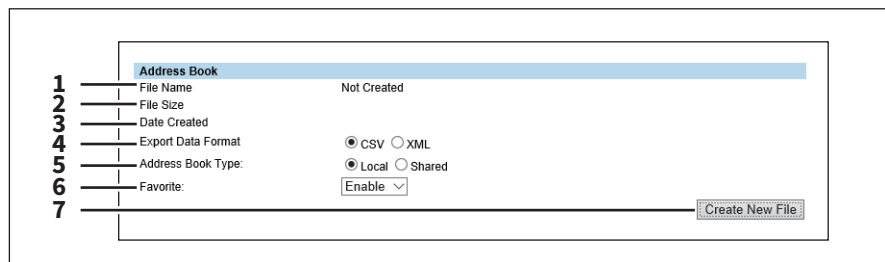 Address Book
1 File Name Not Created
2 File Size
3 Date Created
4 Export Data Format CSV XML
5 Address Book Type: Local Shared
6 Favorite: Enable
7 Create New File